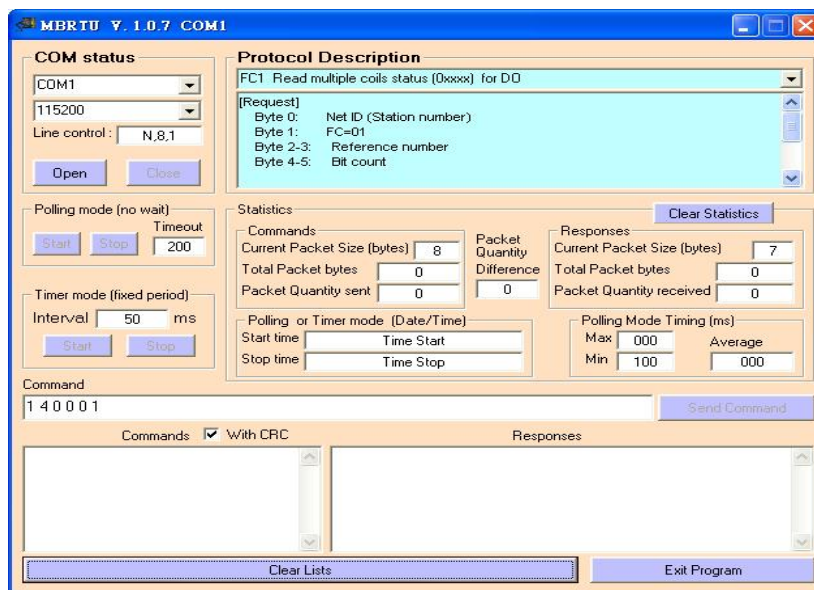 MBRTU V. 1.0.7 COM1
COM status
COM1
115200
Line control : N,8,1
Open Close
Protocol Description
FC1 Read multiple coils status (0xxxx) for DO
[Request]
Byte 0: Net ID (Station number)
Byte 1: FC=01
Byte 2-3: Reference number
Byte 4-5: Bit count
Polling mode (no wait)
Timeout
Start Stop 200
Timer mode (fixed period)
Interval 50 ms
Start Stop
Statistics
Clear Statistics
Commands
Current Packet Size (bytes) 8
Total Packet bytes 0
Packet Quantity sent 0
Packet
Quantity
Difference
0
Responses
Current Packet Size (bytes) 7
Total Packet bytes 0
Packet Quantity received 0
Polling or Timer mode (Date/Time)
Start time Time Start
Stop time Time Stop
Polling Mode Timing (ms)
Max 000 Average
Min 100 000
Command
1 4 0 0 0 1 Send Command
Commands With CRC
Responses
Clear Lists Exit Program